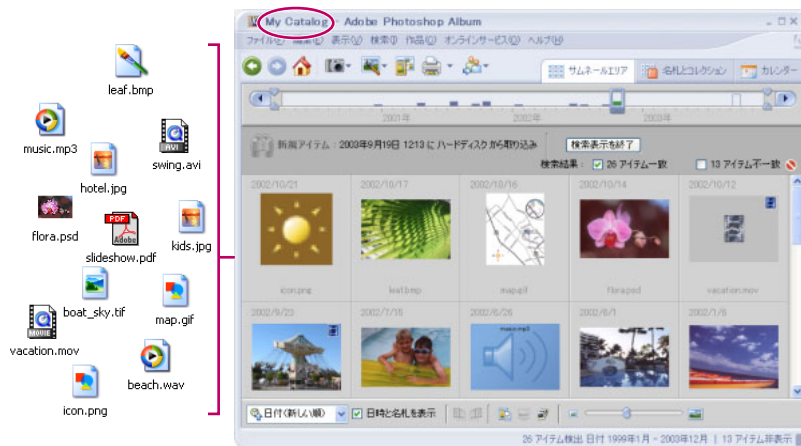 leaf.bmp
music.mp3
swing.avi
AVI
hotel.jpg
flora.psd
PDF
Adobe
slideshow.pdf
kids.jpg
boat_sky.tif
map.gif
MOVIE
vacation.mov
beach.wav
icon.png
My Catalog - Adobe Photoshop Album
ファイル(F) 編集(E) 表示(V) 検索(I) 作品(C) オンラインサービス(O) ヘルプ(H)
サムネールエリア 名札とコレクション カレンダー
2001年 2002年 2003年
新規アイテム : 2003年9月19日 12:13 に ハードディスク から取り込み 検索表示を終了
検索結果 : 26 アイテム一致 13 アイテム不一致
2002/10/21 2002/10/17 2002/10/16 2002/10/14 2002/10/12
icon.png leaf.bmp map.gif flora.psd vacation.mov
2002/9/23 2002/7/15 2002/6/26 2002/6/1 2002/1/6
music.mp3
日付(新しい順) 日時と名札を表示
26 アイテム検出 日付 1999年1月 - 2003年12月 | 13 アイテム非表示